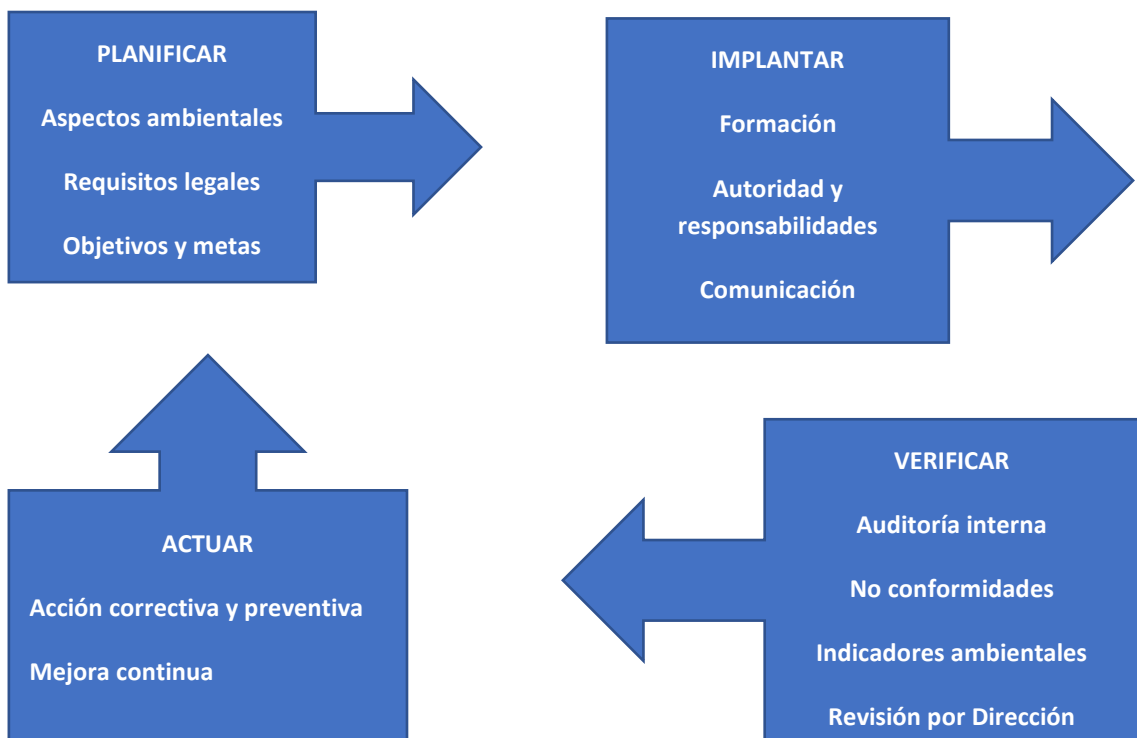 PLANIFICAR
Aspectos ambientales
Requisitos legales
Objetivos y metas
IMPLANTAR
Formación
Autoridad y
responsabilidades
Comunicación
VERIFICAR
Auditoría interna
No conformidades
Indicadores ambientales
Revisión por Dirección
ACTUAR
Acción correctiva y preventiva
Mejora continua